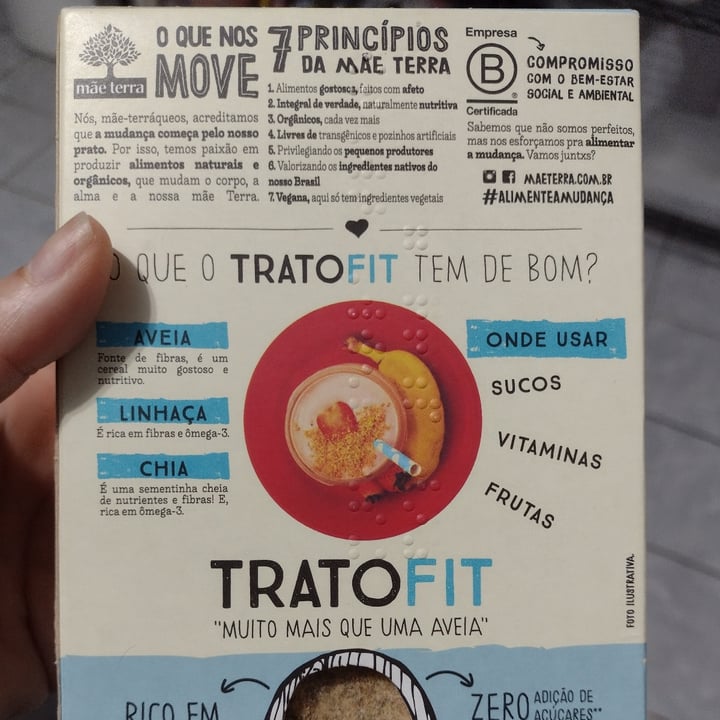 mãe terra
O QUE NOS
MOVE
Nós, mãe-terráqueos, acreditamos
que a mudança começa pelo nosso
prato. Por isso, temos paixão em
produzir alimentos naturais e
orgânicos, que mudam o corpo, a
alma e a nossa mãe Terra.
7 PRINCÍPIOS
DA MÃE TERRA
1. Alimentos gostosos, feitos com afeto
2. Integral de verdade, naturalmente nutritiva
3. Orgânicos, cada vez mais
4. Livres de transgênicos e pozinhos artificiais
5. Privilegiando os pequenos produtores
6. Valorizando os ingredientes nativos do
nosso Brasil
7. Vegana, aqui só tem ingredientes vegetais
Empresa
B
Certificada
COMPROMISSO
COM O BEM-ESTAR
SOCIAL E AMBIENTAL
Sabemos que não somos perfeitos,
mas nos esforçamos pra alimentar
a mudança. Vamos juntxs?
MAETERRA.COM.BR
#ALIMENTEAMUDANÇA
O QUE O TRATOFIT TEM DE BOM?
AVEIA
Fonte de fibras, é um
cereal muito gostoso e
nutritivo.
LINHAÇA
É rica em fibras e ômega-3.
CHIA
É uma sementinha cheia
de nutrientes e fibras! E,
rica em ômega-3.
ONDE USAR
SUCOS
VITAMINAS
FRUTAS
TRATOFIT
"MUITO MAIS QUE UMA AVEIA"
FOTO ILUSTRATIVA.
RICO EM
ZERO ADIÇÃO DE
AÇÚCARES**